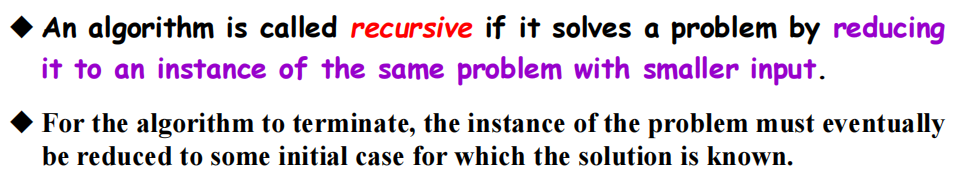 ◆ An algorithm is called recursive if it solves a problem by reducing
it to an instance of the same problem with smaller input.
◆ For the algorithm to terminate, the instance of the problem must eventually
be reduced to some initial case for which the solution is known.